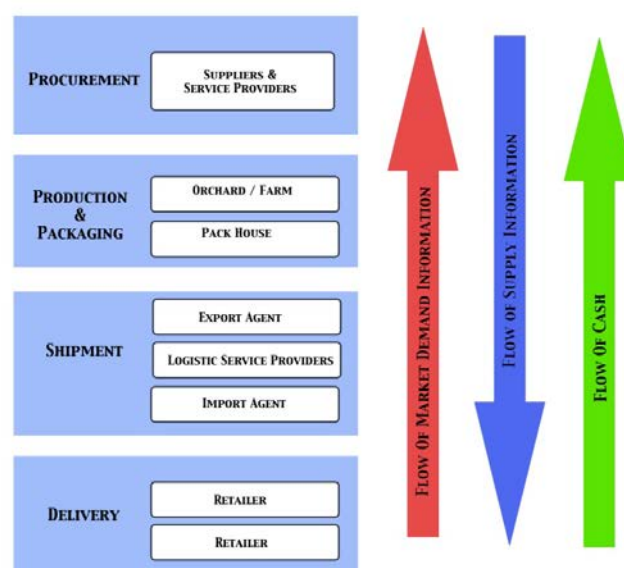 Procurement
Suppliers &
Service Providers
Production
&
Packaging
Orchard / Farm
Pack House
Shipment
Export Agent
Logistic Service Providers
Import Agent
Delivery
Retailer
Retailer
Flow Of Market Demand Information
Flow of Supply Information
Flow Of Cash